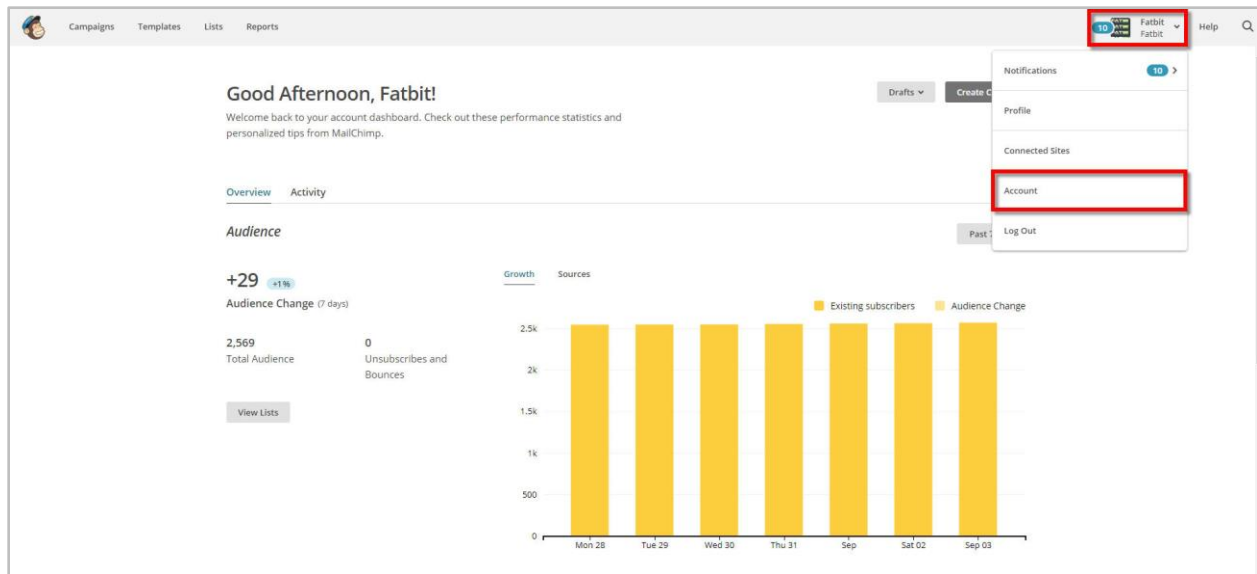 Campaigns Templates Lists Reports
10 Fatbit
Fatbit
Help
Notifications 10
Profile
Connected Sites
Account
Log Out
Good Afternoon, Fatbit!
Welcome back to your account dashboard. Check out these performance statistics and
personalized tips from MailChimp.
Drafts
Create C
Overview Activity
Audience
Past
+29 +1%
Audience Change (7 days)
2,569
Total Audience
0
Unsubscribes and
Bounces
View Lists
Growth Sources
Existing subscribers Audience Change
2.5k
2k
1.5k
1k
500
0
Mon 28 Tue 29 Wed 30 Thu 31 Sep Sat 02 Sep 03